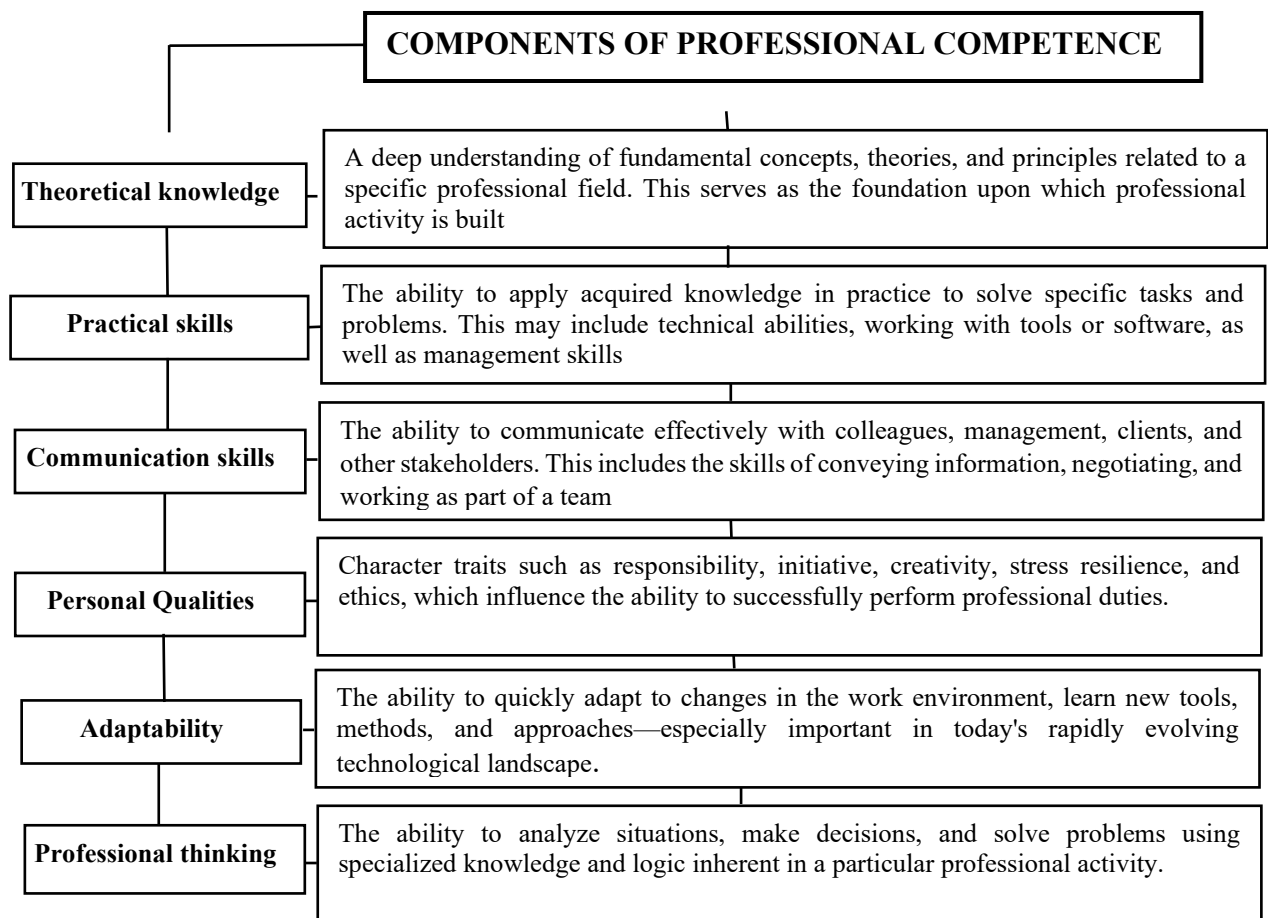 COMPONENTS OF PROFESSIONAL COMPETENCE
Theoretical knowledge
A deep understanding of fundamental concepts, theories, and principles related to a
specific professional field. This serves as the foundation upon which professional
activity is built
Practical skills
The ability to apply acquired knowledge in practice to solve specific tasks and
problems. This may include technical abilities, working with tools or software, as
well as management skills
Communication skills
The ability to communicate effectively with colleagues, management, clients, and
other stakeholders. This includes the skills of conveying information, negotiating, and
working as part of a team
Personal Qualities
Character traits such as responsibility, initiative, creativity, stress resilience, and
ethics, which influence the ability to successfully perform professional duties.
Adaptability
The ability to quickly adapt to changes in the work environment, learn new tools,
methods, and approaches—especially important in today's rapidly evolving
technological landscape.
Professional thinking
The ability to analyze situations, make decisions, and solve problems using
specialized knowledge and logic inherent in a particular professional activity.